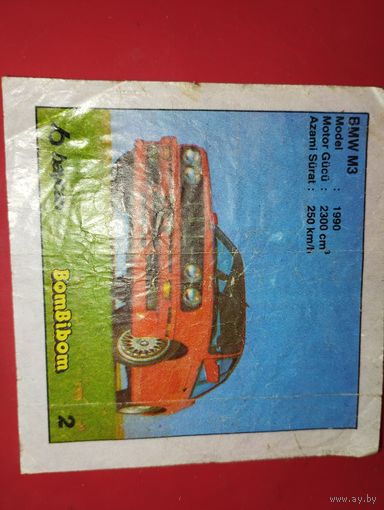 BMW M3
Model : 1990
Motor Gücü : 2300 cm³
Azami Sürat : 250 km/h
BomBibom
2
www.ay.by